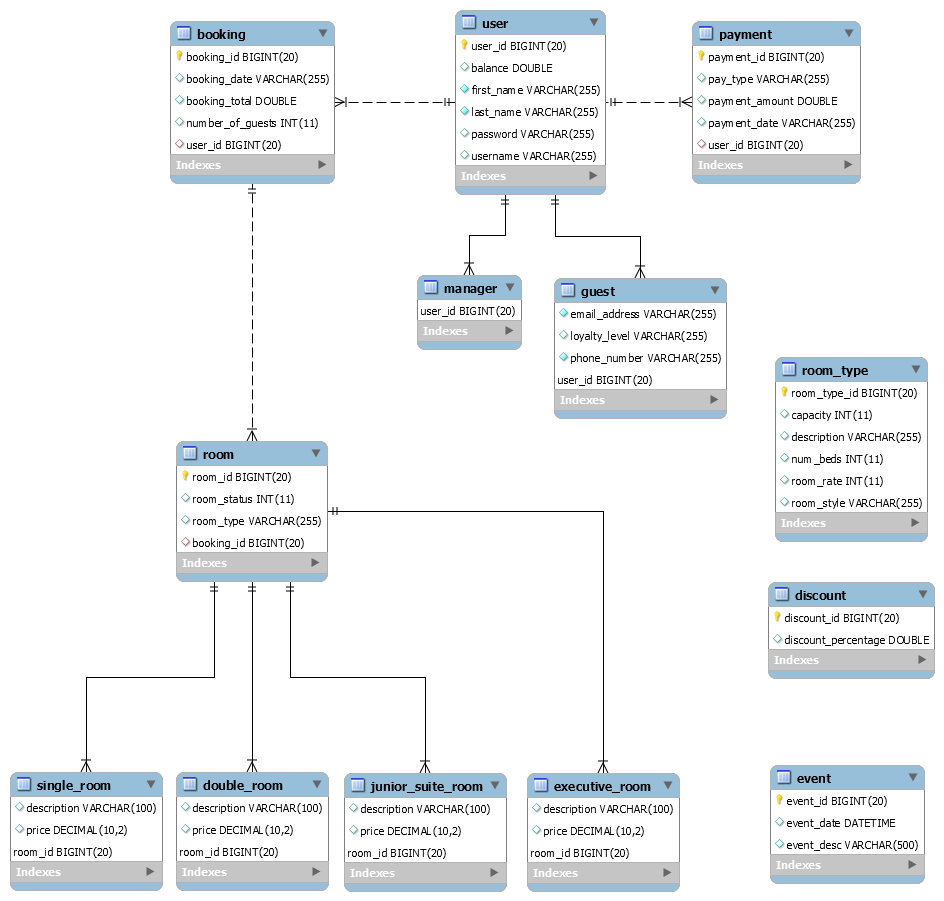 booking
booking_id BIGINT(20)
booking_date VARCHAR(255)
booking_total DOUBLE
number_of_guests INT(11)
user_id BIGINT(20)
Indexes
user
user_id BIGINT(20)
balance DOUBLE
first_name VARCHAR(255)
last_name VARCHAR(255)
password VARCHAR(255)
username VARCHAR(255)
Indexes
payment
payment_id BIGINT(20)
pay_type VARCHAR(255)
payment_amount DOUBLE
payment_date VARCHAR(255)
user_id BIGINT(20)
Indexes
manager
user_id BIGINT(20)
Indexes
guest
email_address VARCHAR(255)
loyalty_level VARCHAR(255)
phone_number VARCHAR(255)
user_id BIGINT(20)
Indexes
room_type
room_type_id BIGINT(20)
capacity INT(11)
description VARCHAR(255)
num_beds INT(11)
room_rate INT(11)
room_style VARCHAR(255)
Indexes
room
room_id BIGINT(20)
room_status INT(11)
room_type VARCHAR(255)
booking_id BIGINT(20)
Indexes
discount
discount_id BIGINT(20)
discount_percentage DOUBLE
Indexes
single_room
description VARCHAR(100)
price DECIMAL(10,2)
room_id BIGINT(20)
Indexes
double_room
description VARCHAR(100)
price DECIMAL(10,2)
room_id BIGINT(20)
Indexes
junior_suite_room
description VARCHAR(100)
price DECIMAL(10,2)
room_id BIGINT(20)
Indexes
executive_room
description VARCHAR(100)
price DECIMAL(10,2)
room_id BIGINT(20)
Indexes
event
event_id BIGINT(20)
event_date DATETIME
event_desc VARCHAR(500)
Indexes